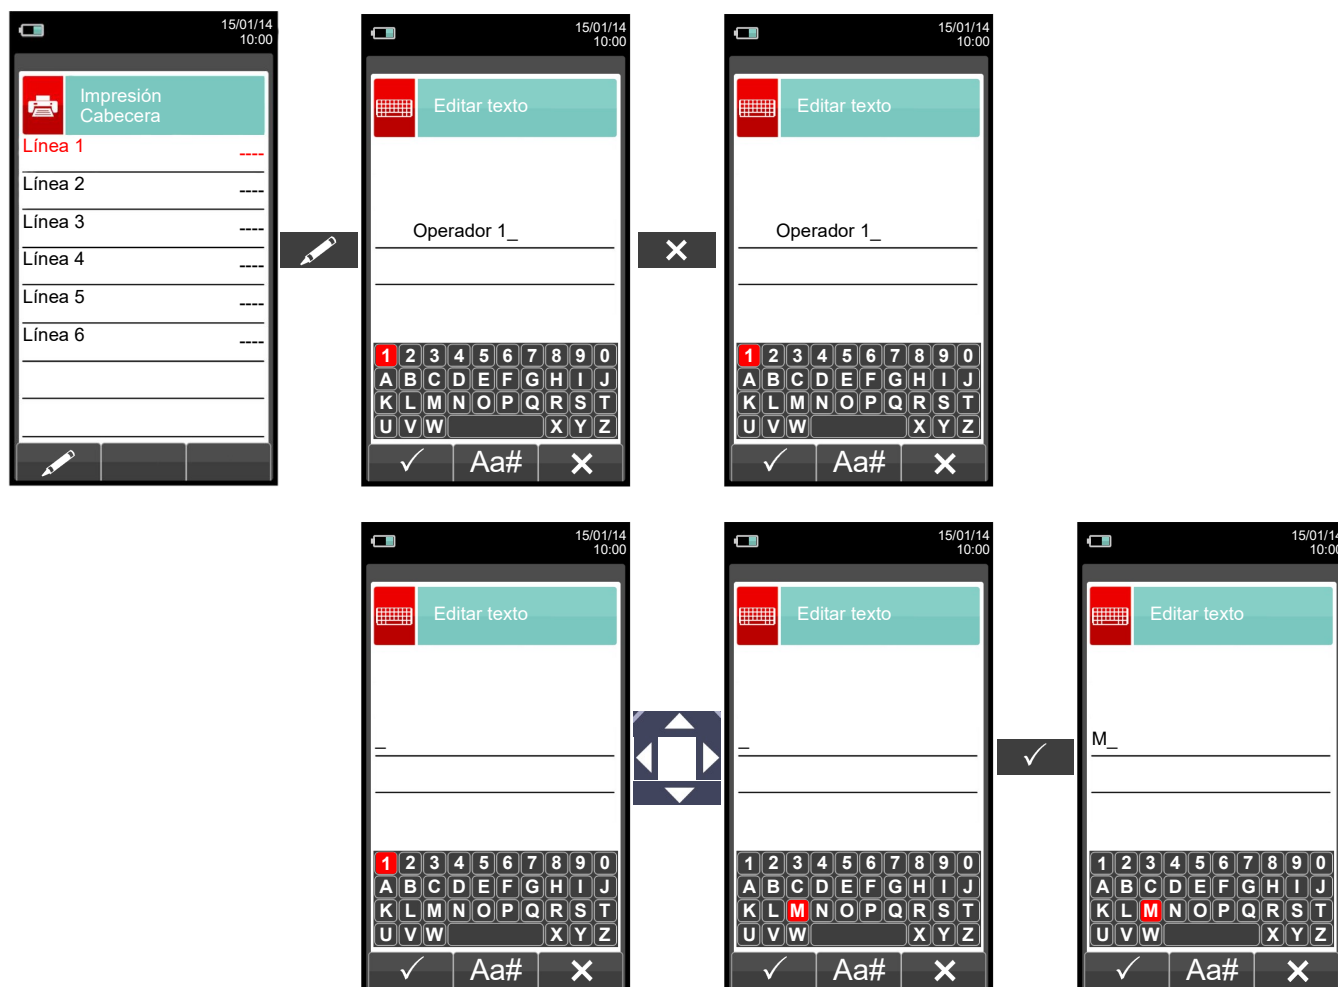 15/01/14
10:00
Impresión
Cabecera
Línea 1 ----
Línea 2 ----
Línea 3 ----
Línea 4 ----
Línea 5 ----
Línea 6 ----
15/01/14
10:00
Editar texto
Operador 1_
1 2 3 4 5 6 7 8 9 0
A B C D E F G H I J
K L M N O P Q R S T
U V W X Y Z
Aa#
15/01/14
10:00
Editar texto
Operador 1_
1 2 3 4 5 6 7 8 9 0
A B C D E F G H I J
K L M N O P Q R S T
U V W X Y Z
Aa#
15/01/14
10:00
Editar texto
_
1 2 3 4 5 6 7 8 9 0
A B C D E F G H I J
K L M N O P Q R S T
U V W X Y Z
Aa#
15/01/14
10:00
Editar texto
_
1 2 3 4 5 6 7 8 9 0
A B C D E F G H I J
K L M N O P Q R S T
U V W X Y Z
Aa#
15/01/14
10:00
Editar texto
M_
1 2 3 4 5 6 7 8 9 0
A B C D E F G H I J
K L M N O P Q R S T
U V W X Y Z
Aa#